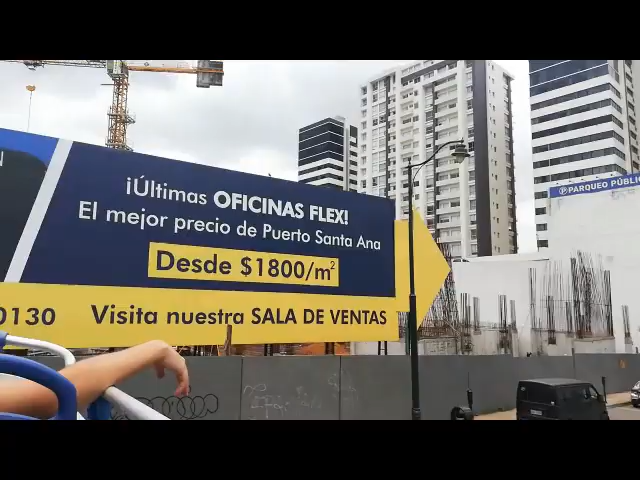 ¡Últimas OFICINAS FLEX!
El mejor precio de Puerto Santa Ana
Desde $1800/m²
0130 Visita nuestra SALA DE VENTAS
P PARQUEO PÚBLI